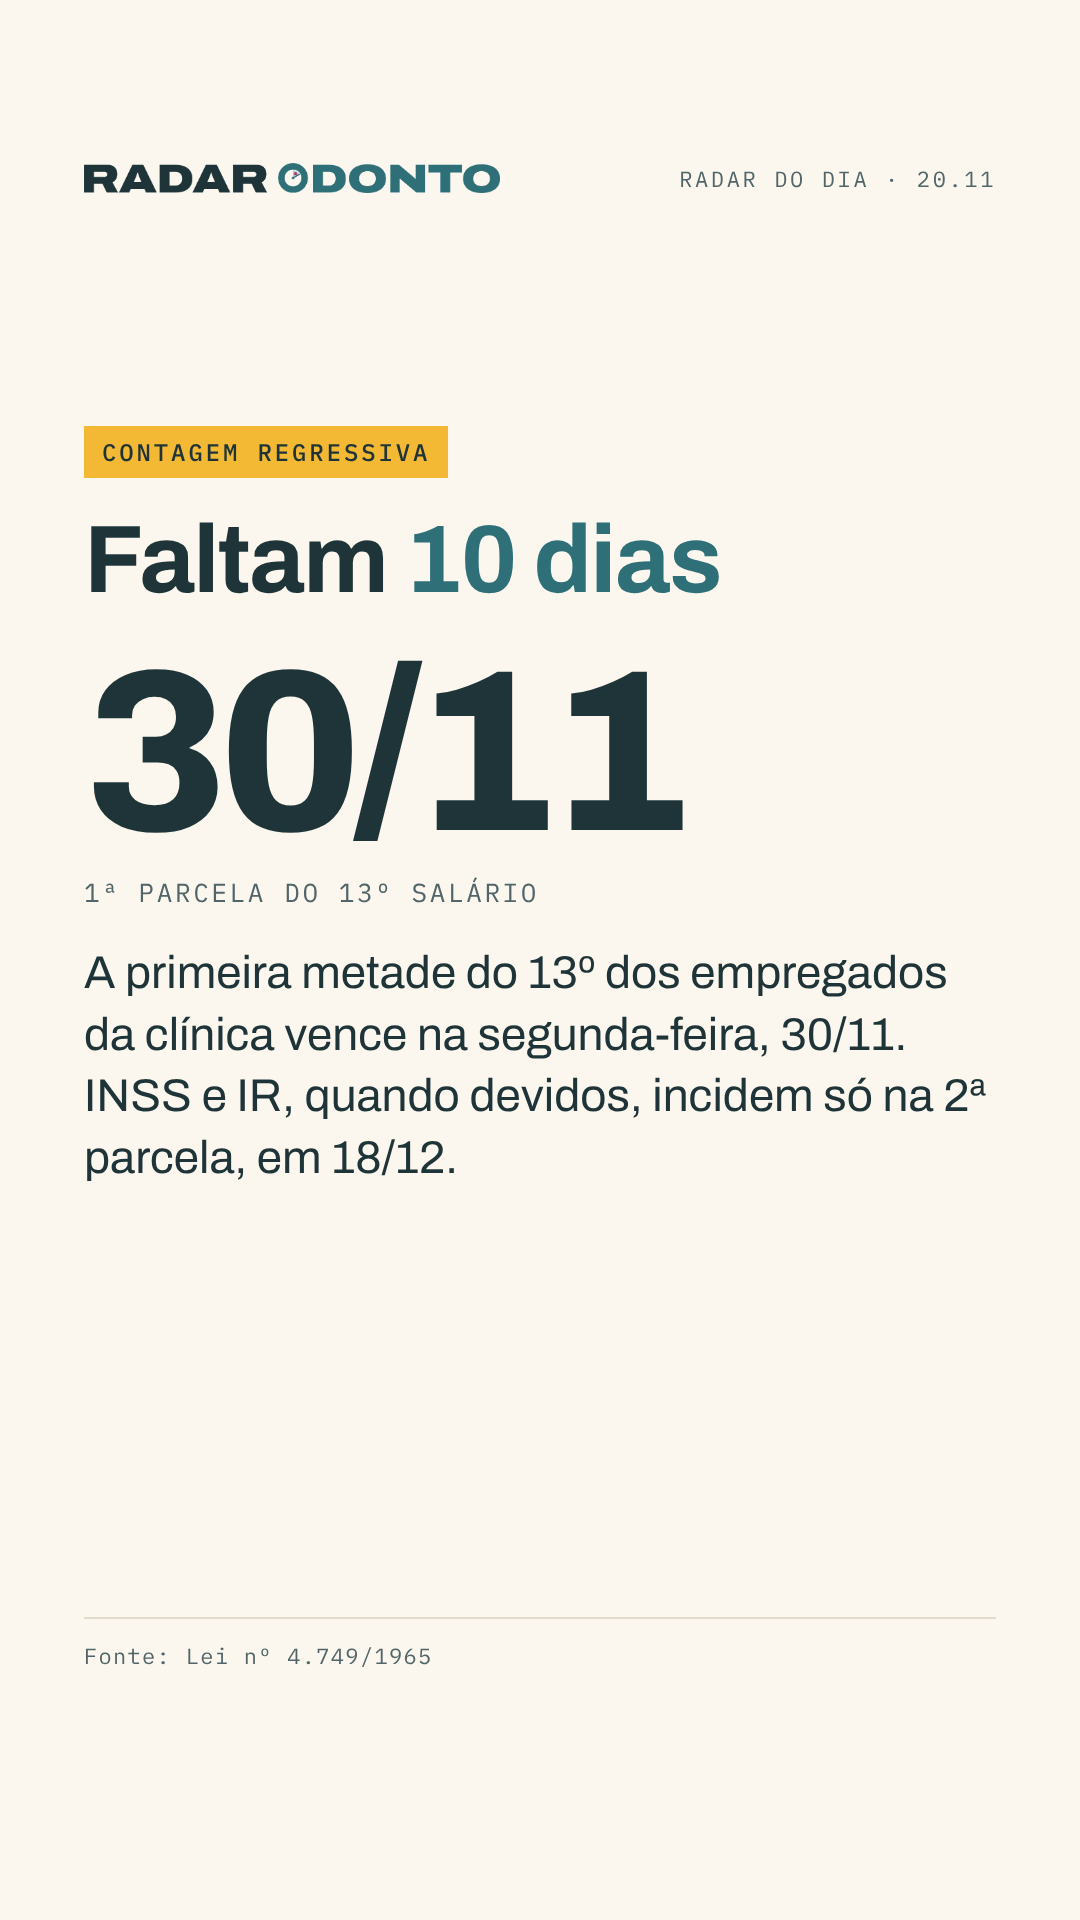 RADAR ODONTO
RADAR DO DIA · 20.11
CONTAGEM REGRESSIVA
Faltam 10 dias
30/11
1ª PARCELA DO 13º SALÁRIO
A primeira metade do 13º dos empregados
da clínica vence na segunda-feira, 30/11.
INSS e IR, quando devidos, incidem só na 2ª
parcela, em 18/12.
Fonte: Lei nº 4.749/1965